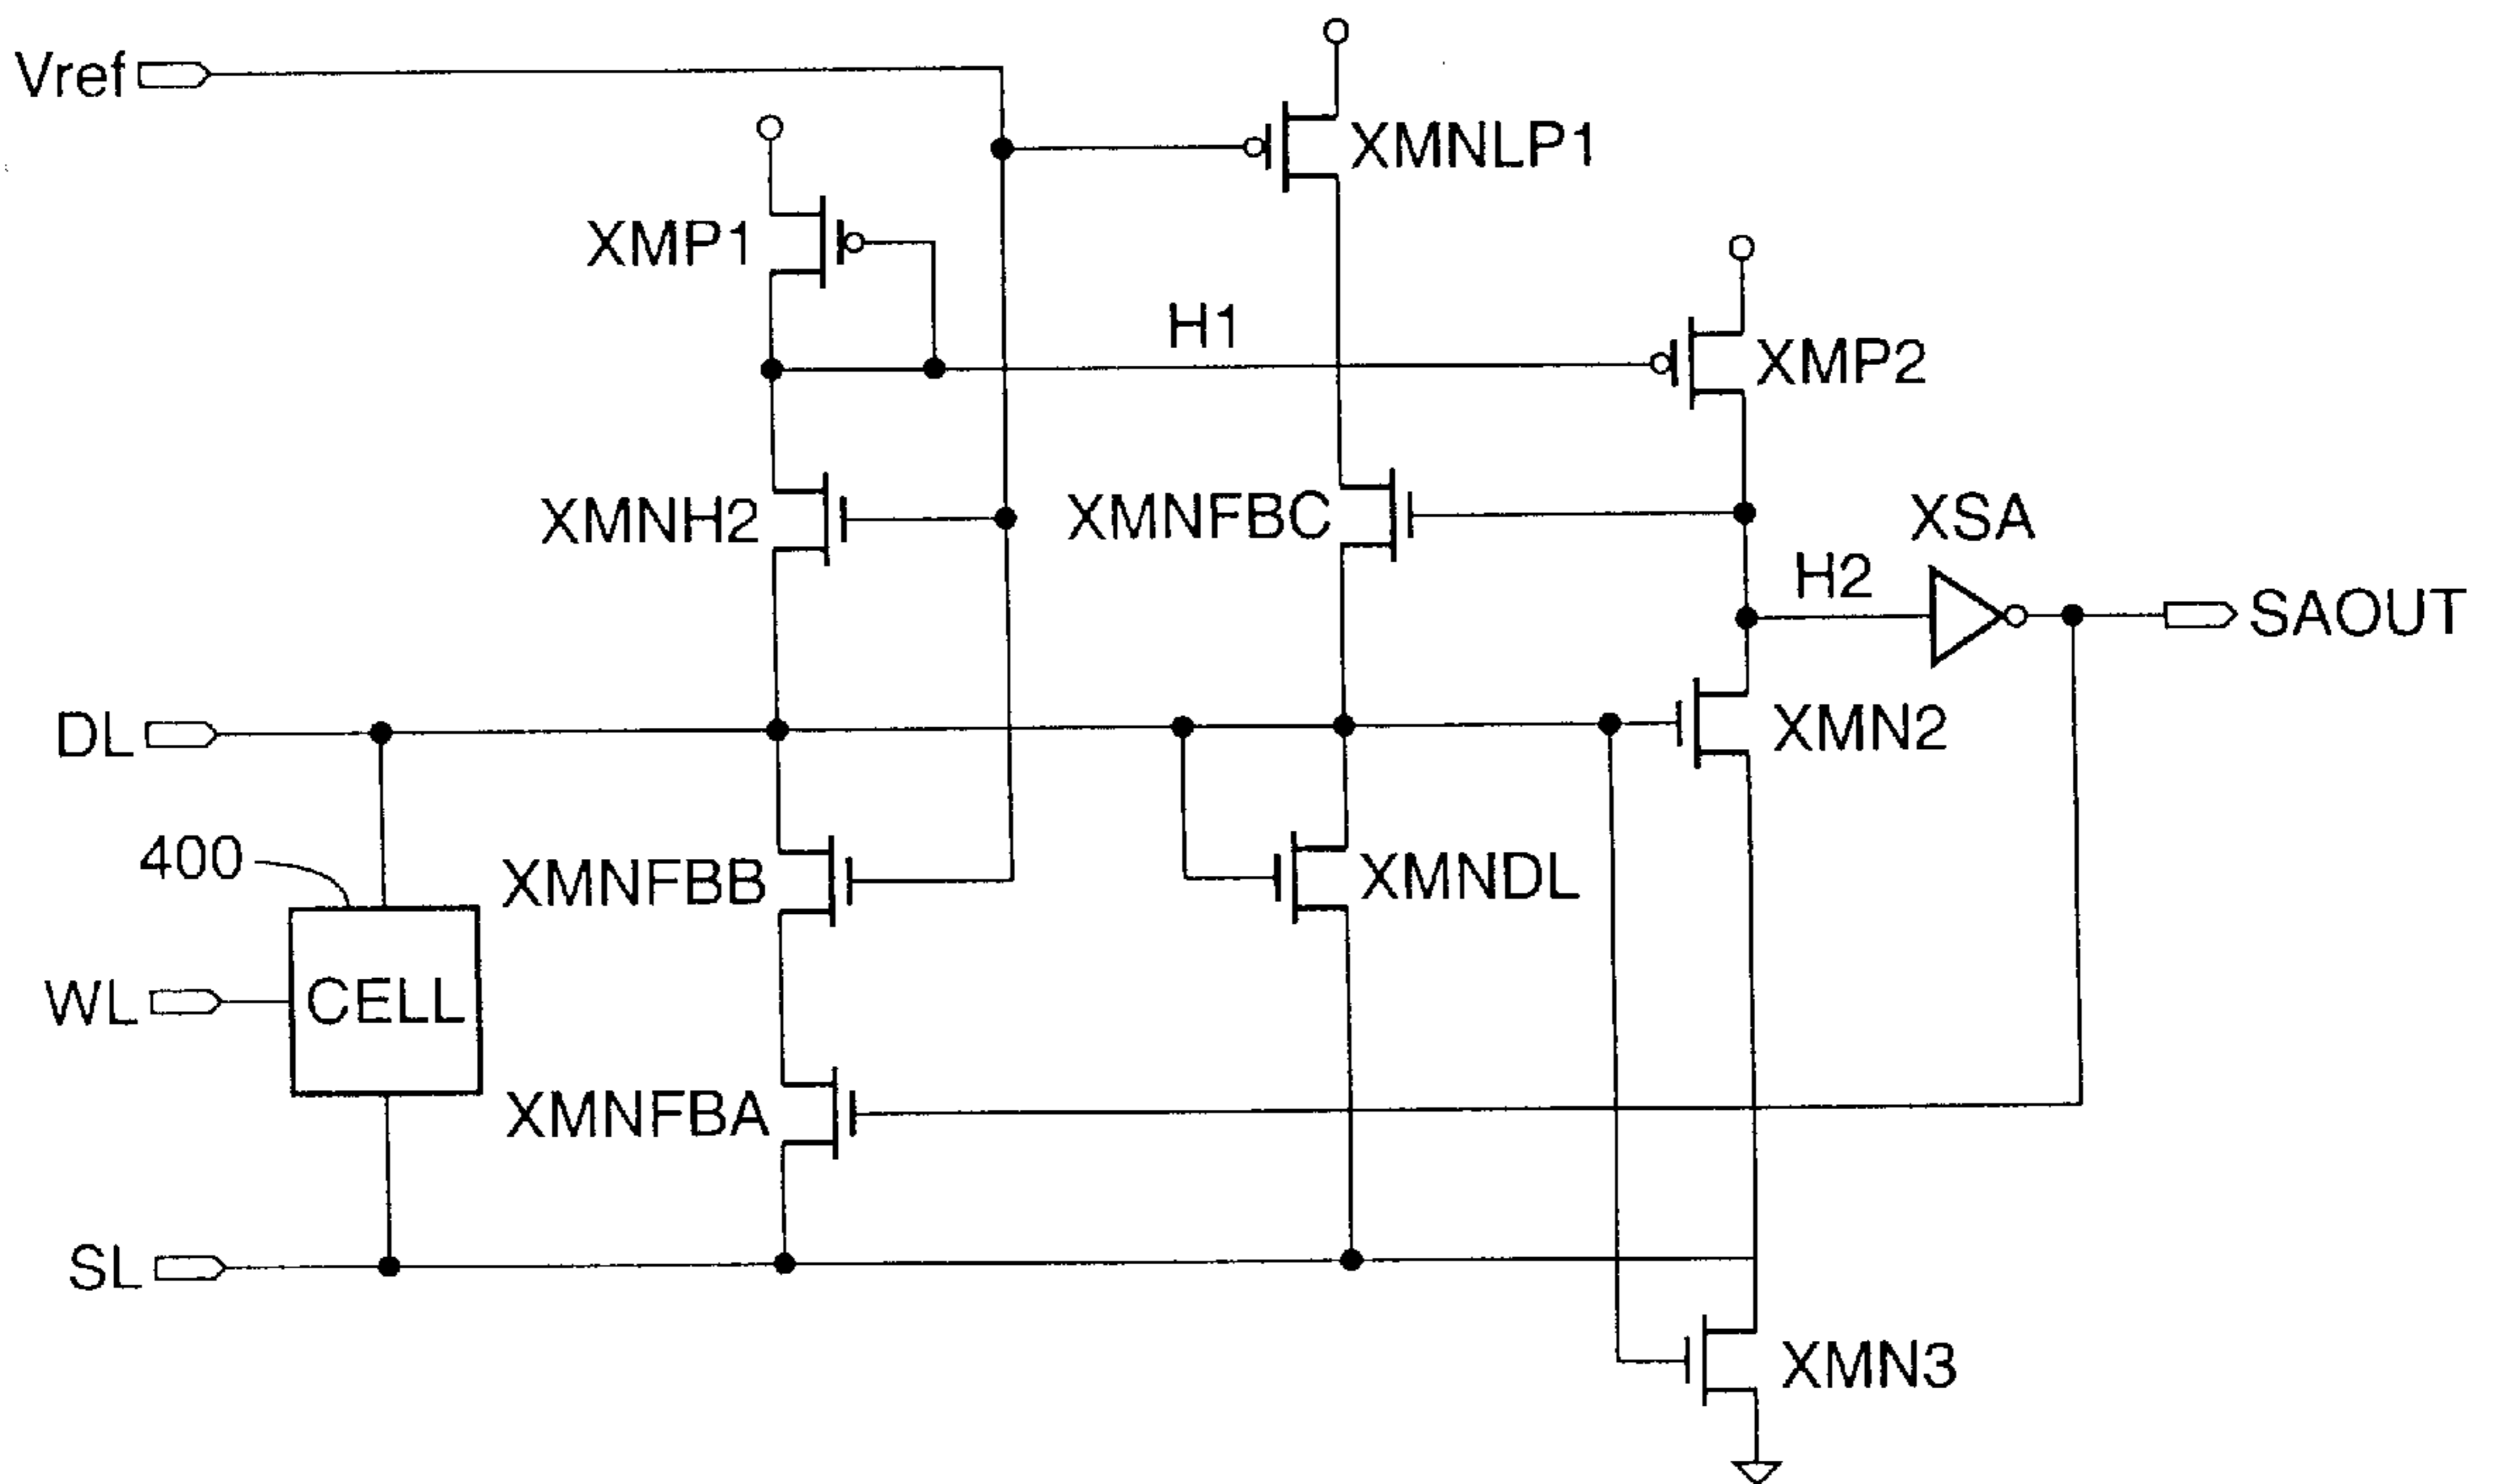 Vref
XMNLP1
XMP1
H1
XMP2
XMNH2
XMNFBC
XSA
H2
SAOUT
DL
XMN2
400
XMNFBB
XMNDL
WL
CELL
XMNFBA
SL
XMN3